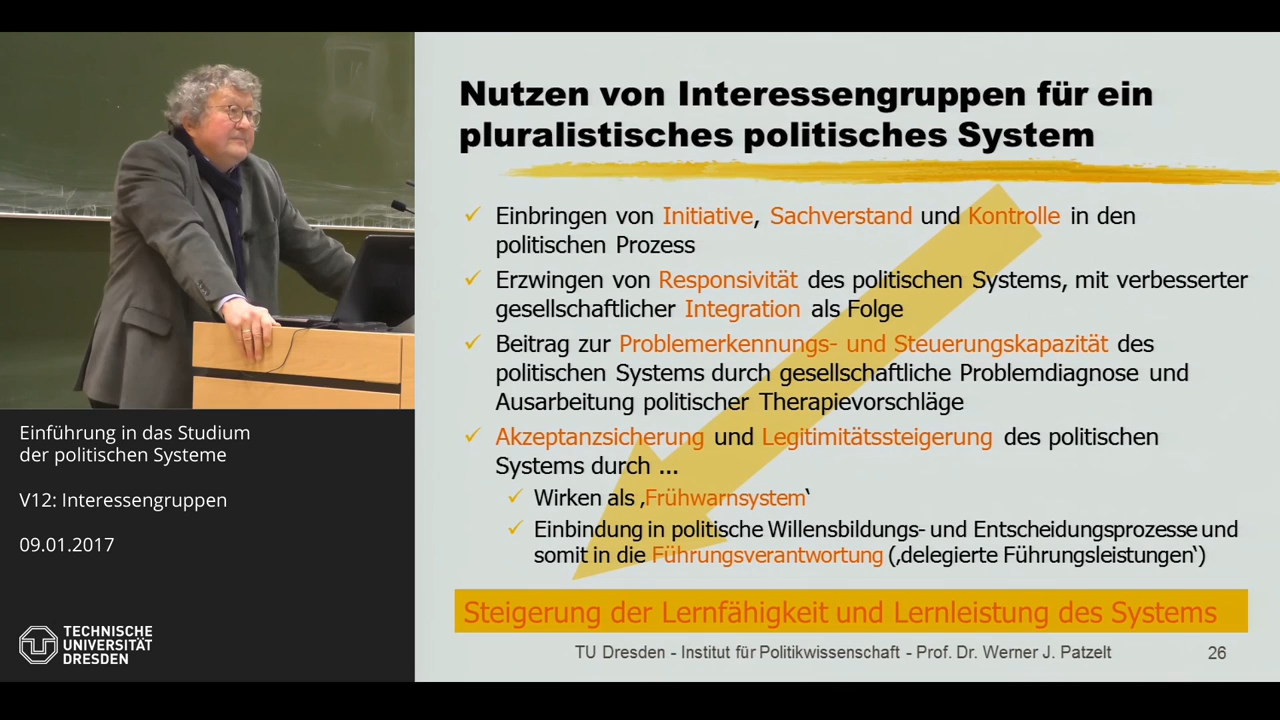 Nutzen von Interessengruppen für ein
pluralistisches politisches System
Einbringen von Initiative, Sachverstand und Kontrolle in den
politischen Prozess
Erzwingen von Responsivität des politischen Systems, mit verbesserter
gesellschaftlicher Integration als Folge
Beitrag zur Problemerkennungs- und Steuerungskapazität des
politischen Systems durch gesellschaftliche Problemdiagnose und
Ausarbeitung politischer Therapievorschläge
Akzeptanzsicherung und Legitimitätssteigerung des politischen
Systems durch ...
Wirken als ‚Frühwarnsystem‘
Einbindung in politische Willensbildungs- und Entscheidungsprozesse und
somit in die Führungsverantwortung (‚delegierte Führungsleistungen‘)
Steigerung der Lernfähigkeit und Lernleistung des Systems
TU Dresden - Institut für Politikwissenschaft - Prof. Dr. Werner J. Patzelt 26
Einführung in das Studium
der politischen Systeme
V12: Interessengruppen
09.01.2017
TECHNISCHE
UNIVERSITÄT
DRESDEN